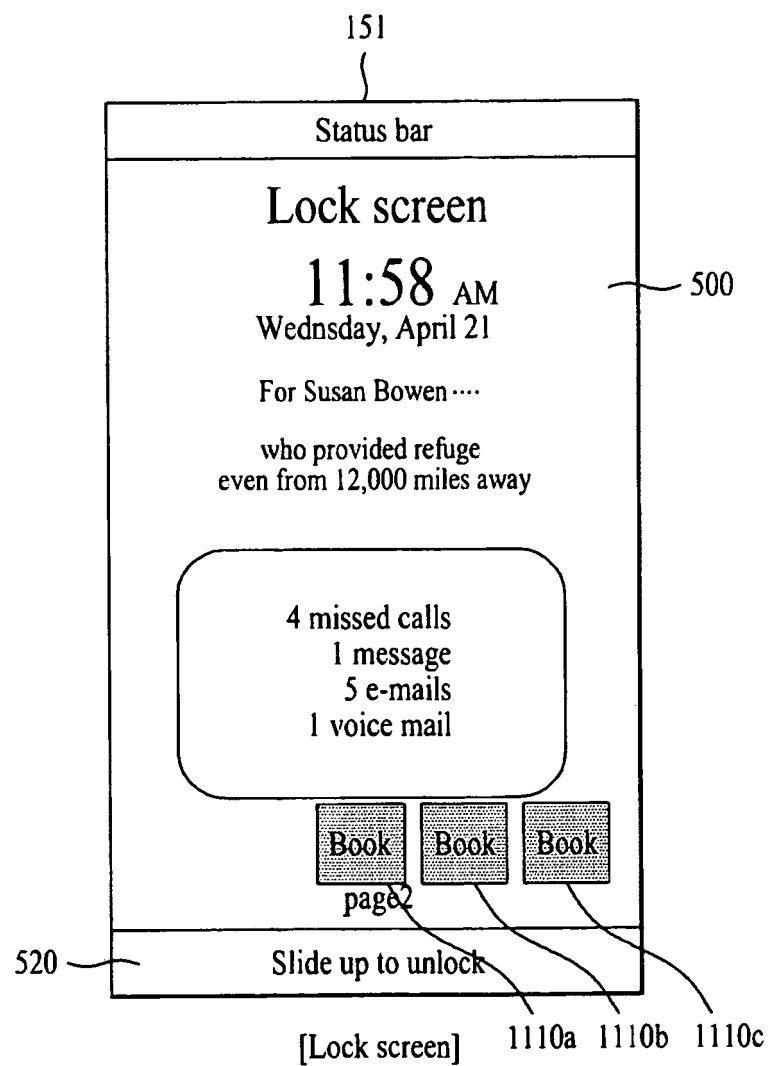 151
Status bar
Lock screen
11:58 AM
500
Wednsday, April 21
For Susan Bowen ····
who provided refuge
even from 12,000 miles away
4 missed calls
1 message
5 e-mails
1 voice mail
Book Book Book
page2
520
Slide up to unlock
1110a 1110b 1110c
[Lock screen]